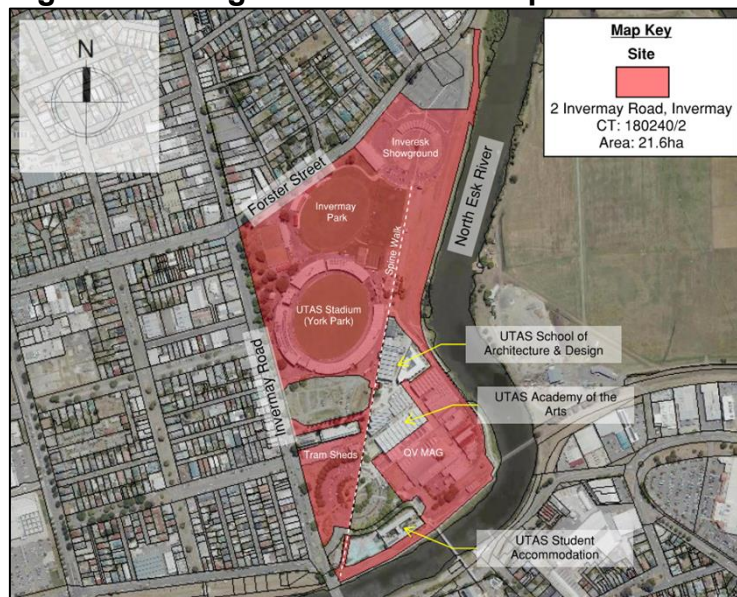 N
Map Key
Site
2 Invermay Road, Invermay
CT: 180240/2
Area: 21.6ha
Inveresk
Showground
Forster Street
Invermay
Park
North Esk River
Spine Walk
UTAS Stadium
(York Park)
UTAS School of
Architecture & Design
Invermay Road
UTAS Academy of the
Arts
Tram Sheds
QV MAG
UTAS Student
Accommodation